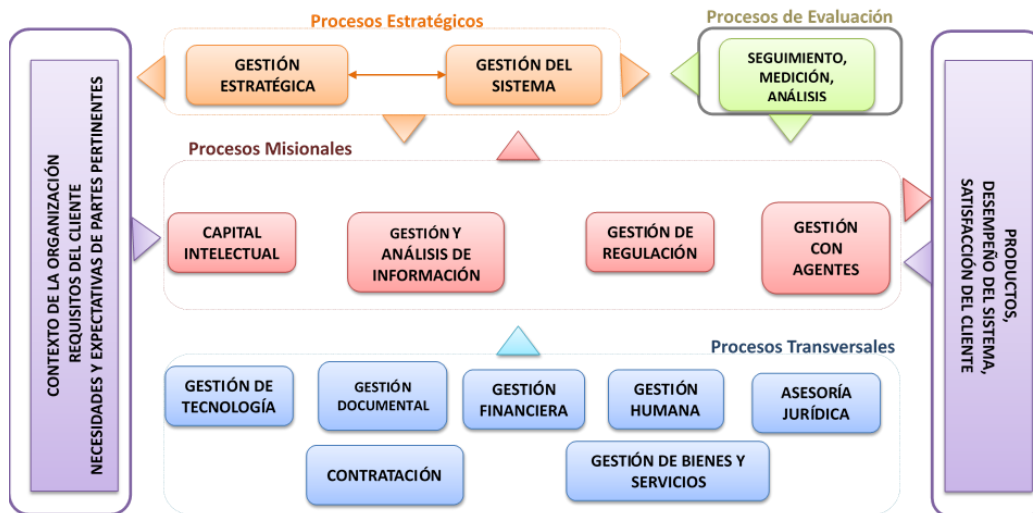 Procesos Estratégicos
Procesos de Evaluación
GESTIÓN
ESTRATÉGICA
GESTIÓN DEL
SISTEMA
SEGUIMIENTO,
MEDICIÓN,
ANÁLISIS
CONTEXTO DE LA ORGANIZACIÓN
REQUISITOS DEL CLIENTE
NECESIDADES Y EXPECTATIVAS DE PARTES PERTINENTES
Procesos Misionales
CAPITAL
INTELECTUAL
GESTIÓN Y
ANÁLISIS DE
INFORMACIÓN
GESTIÓN DE
REGULACIÓN
GESTIÓN
CON
AGENTES
PRODUCTOS,
DESEMPEÑO DEL SISTEMA,
SATISFACCIÓN DEL CLIENTE
Procesos Transversales
GESTIÓN DE
TECNOLOGÍA
GESTIÓN
DOCUMENTAL
GESTIÓN
FINANCIERA
GESTIÓN
HUMANA
ASESORÍA
JURÍDICA
CONTRATACIÓN
GESTIÓN DE BIENES Y
SERVICIOS